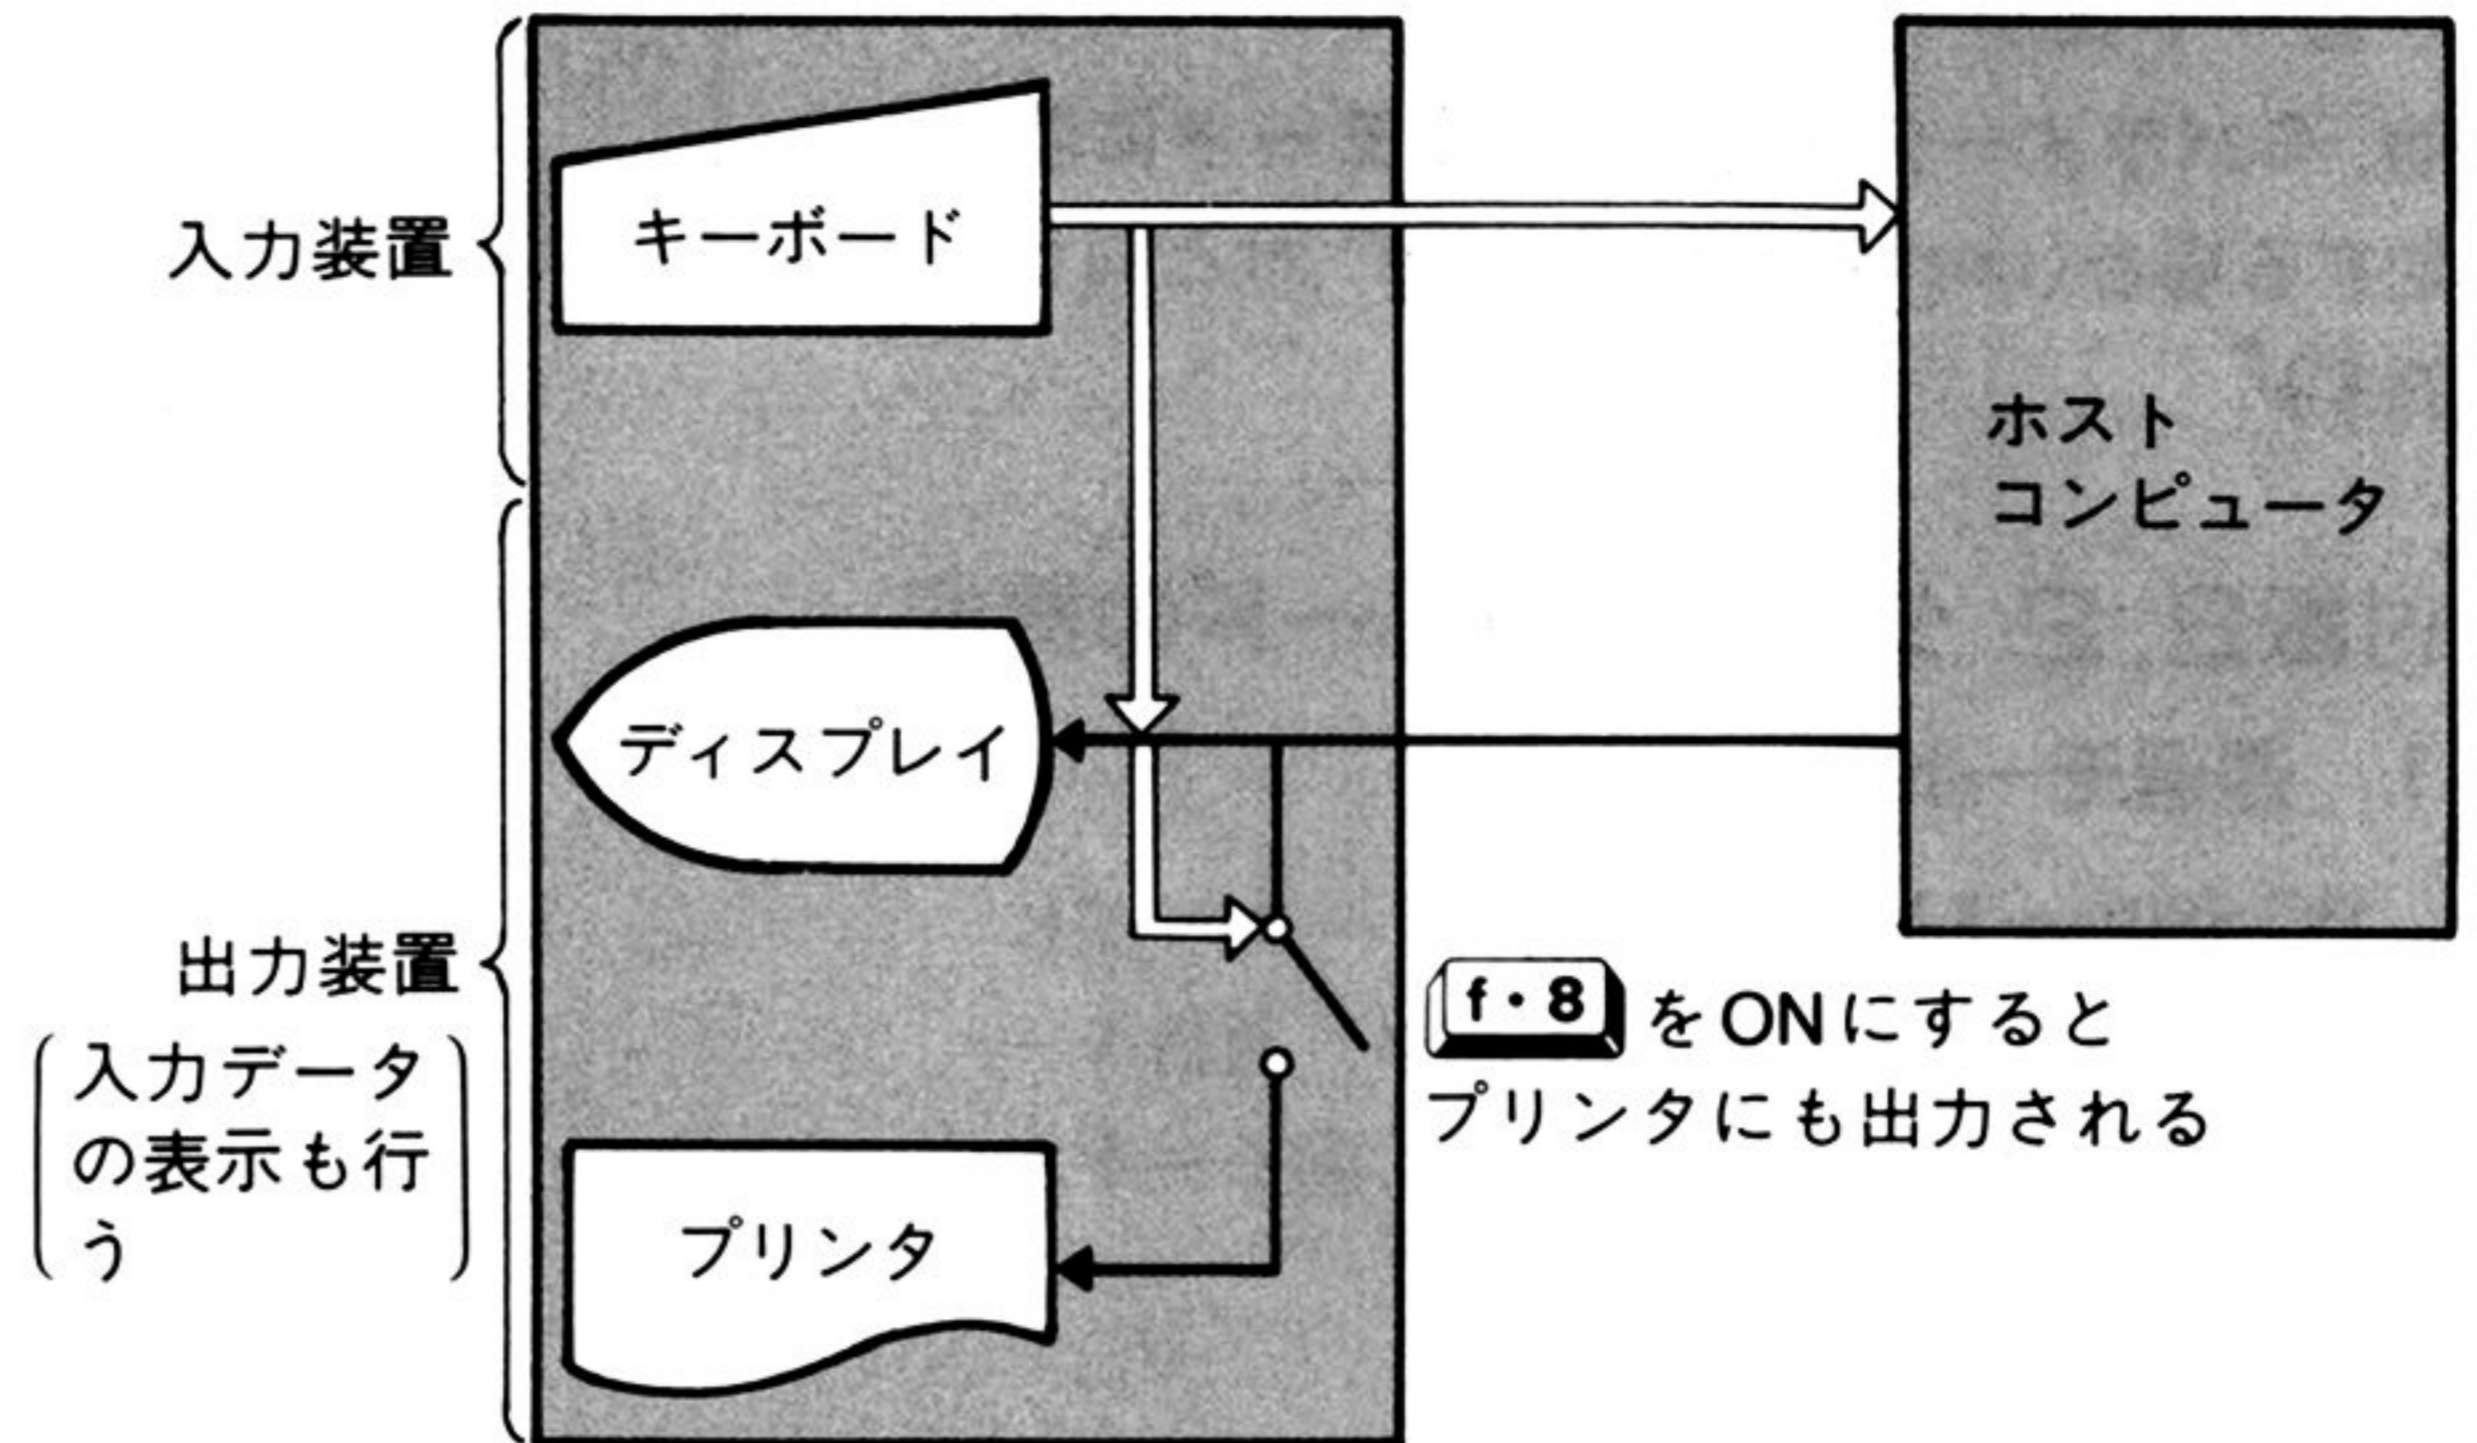 入力装置
キーボード
ホスト
コンピュータ
ディスプレイ
出力装置
入力データ
の表示も行
う
f・8 をONにすると
プリンタにも出力される
プリンタ